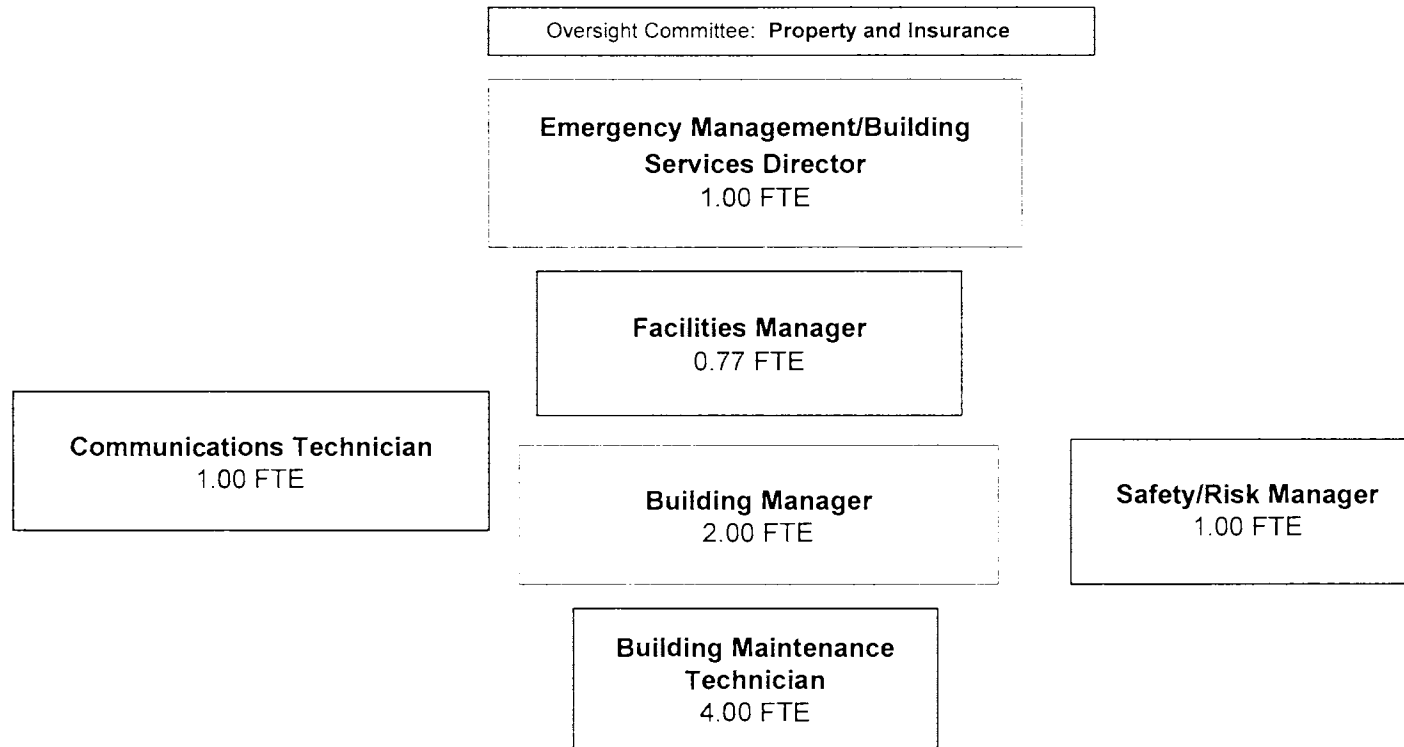 Oversight Committee: Property and Insurance
Emergency Management/Building
Services Director
1.00 FTE
Facilities Manager
0.77 FTE
Communications Technician
1.00 FTE
Building Manager
2.00 FTE
Safety/Risk Manager
1.00 FTE
Building Maintenance
Technician
4.00 FTE